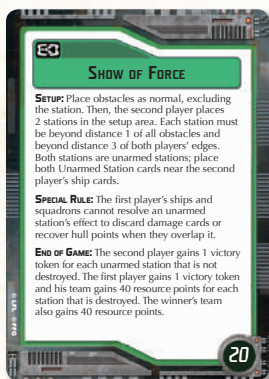 SHOW OF FORCE
SETUP: Place obstacles as normal, excluding
the station. Then, the second player places
2 stations in the setup area. Each station must
be beyond distance 1 of all obstacles and
beyond distance 3 of both players' edges.
Both stations are unarmed stations; place
both Unarmed Station cards near the second
player's ship cards.
SPECIAL RULE: The first player's ships and
squadrons cannot resolve an unarmed
station's effect to discard damage cards or
recover hull points when they overlap it.
END OF GAME: The second player gains 1 victory
token for each unarmed station that is not
destroyed. The first player gains 1 victory token
and his team gains 40 resource points for each
station that is destroyed. The winner's team
also gains 40 resource points.
© LFL © FFG
20